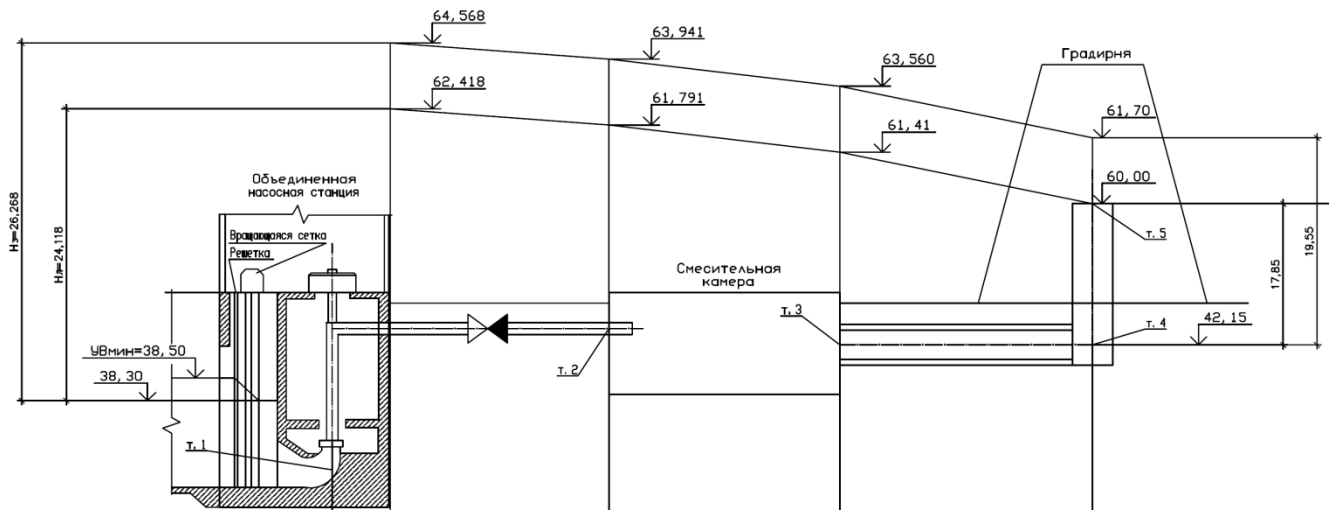 64,568
63,941
63,560
Градирня
62,418
61,791
61,41
61,70
60,00
Объединенная
насосная станция
Вращающаяся сетка
Решетка
Hз=26,268
Hл=24,118
Смесительная
камера
т.5
17,85
19,55
т.3
т.4
42,15
УВмин=38,50
38,30
т.2
т.1